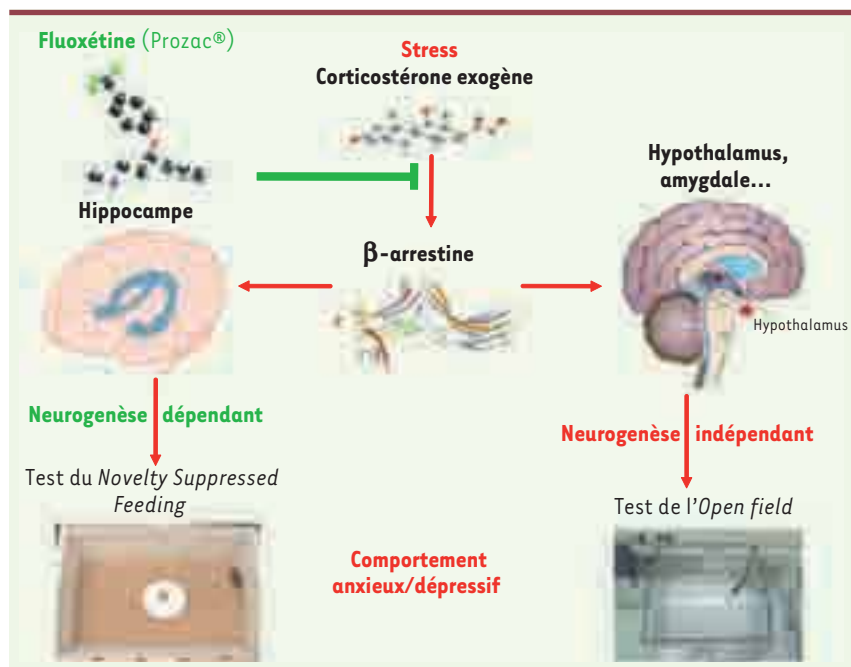 Fluoxétine (Prozac®)
Stress
Corticostérone exogène
Hypothalamus,
amygdale...
Hippocampe
β-arrestine
Hypothalamus
Neurogenèse dépendant
Neurogenèse indépendant
Test du Novelty Suppressed
Feeding
Test de l'Open field
Comportement
anxieux/dépressif